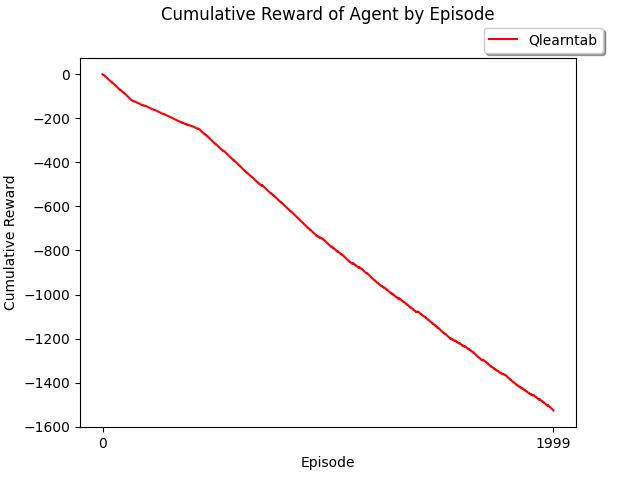 Cumulative Reward of Agent by Episode
Qlearntab
0
−200
−400
−600
−800
−1000
−1200
−1400
−1600
Cumulative Reward
0
1999
Episode